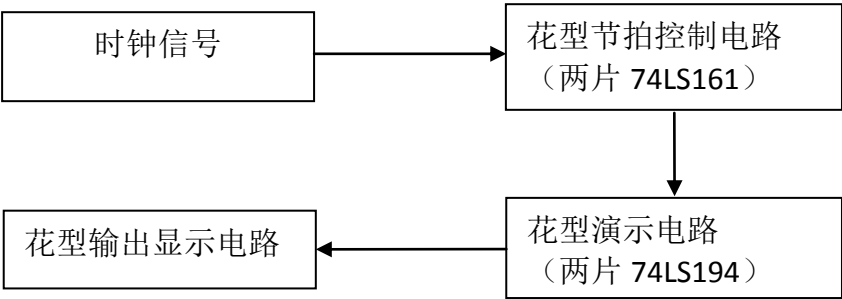 时钟信号
花型节拍控制电路
（两片 74LS161）
花型输出显示电路
花型演示电路
（两片 74LS194）